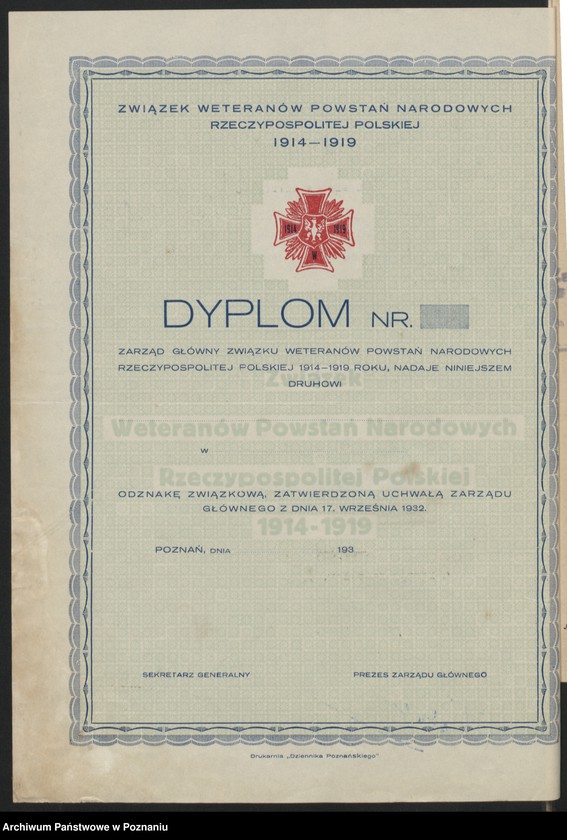 ZWIĄZEK WETERANÓW POWSTAŃ NARODOWYCH
RZECZYPOSPOLITEJ POLSKIEJ
1914—1919
1914 1919
W
DYPLOM NR.
ZARZĄD GŁÓWNY ZWIĄZKU WETERANÓW POWSTAŃ NARODOWYCH
RZECZYPOSPOLITEJ POLSKIEJ 1914—1919 ROKU, NADAJE NINIEJSZEM
DRUHOWI
Związek
Weteranów Powstań Narodowych
W
Rzeczypospolitej Polskiej
ODZNAKĘ ZWIĄZKOWĄ, ZATWIERDZONĄ UCHWAŁĄ ZARZĄDU
GŁÓWNEGO Z DNIA 17. WRZEŚNIA 1932.
1914-1919
POZNAŃ, DNIA 193
SEKRETARZ GENERALNY PREZES ZARZĄDU GŁÓWNEGO
Drukarnia „Dziennika Poznańskiego".
Archiwum Państwowe w Poznaniu